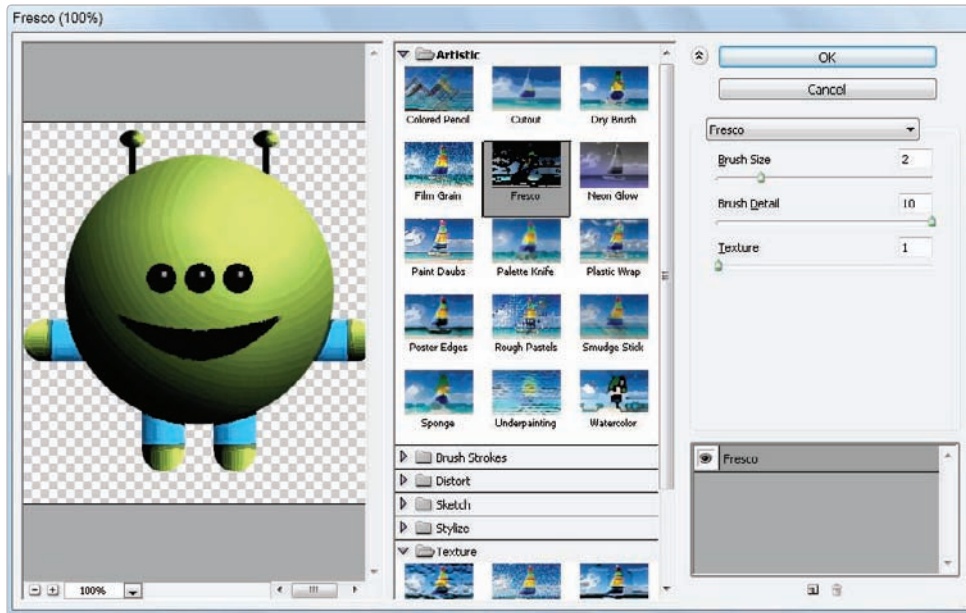 Fresco (100%)
Artistic
Colored Pencil
Cutout
Dry Brush
Film Grain
Fresco
Neon Glow
Paint Daubs
Palette Knife
Plastic Wrap
Poster Edges
Rough Pastels
Smudge Stick
Sponge
Underpainting
Watercolor
Brush Strokes
Distort
Sketch
Stylize
Texture
100%
OK
Cancel
Fresco
Brush Size 2
Brush Detail 10
Texture 1
Fresco